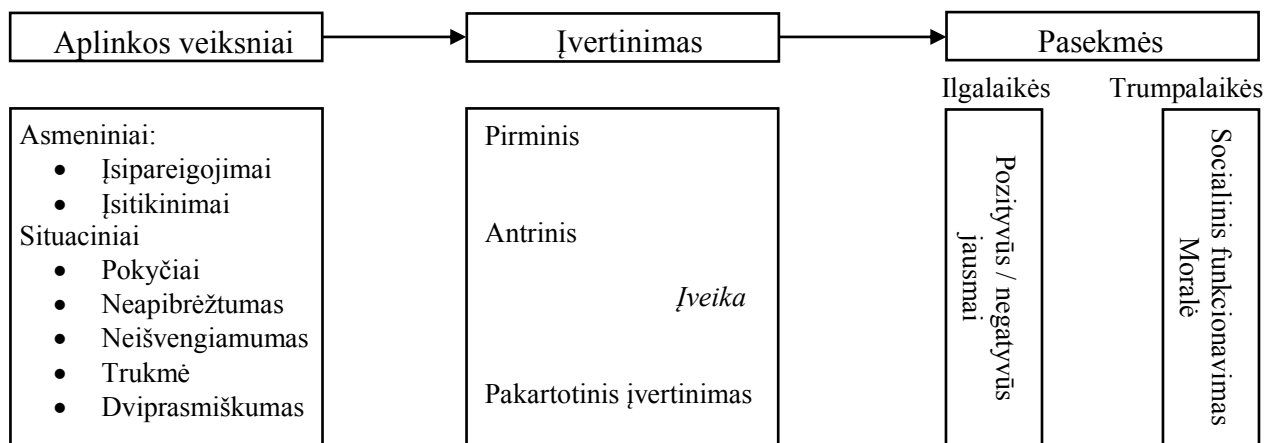 Aplinkos veiksniai
Įvertinimas
Pasekmės
Ilgalaikės
Trumpalaikės
Asmeniniai:
• Įsipareigojimai
• Įsitikinimai
Situaciniai
• Pokyčiai
• Neapibrėžtumas
• Neišvengiamumas
• Trukmė
• Dviprasmiškumas
Pirminis
Antrinis
Įveika
Pakartotinis įvertinimas
Pozityvūs / negatyvūs
jausmai
Socialinis funkcionavimas
Moralė